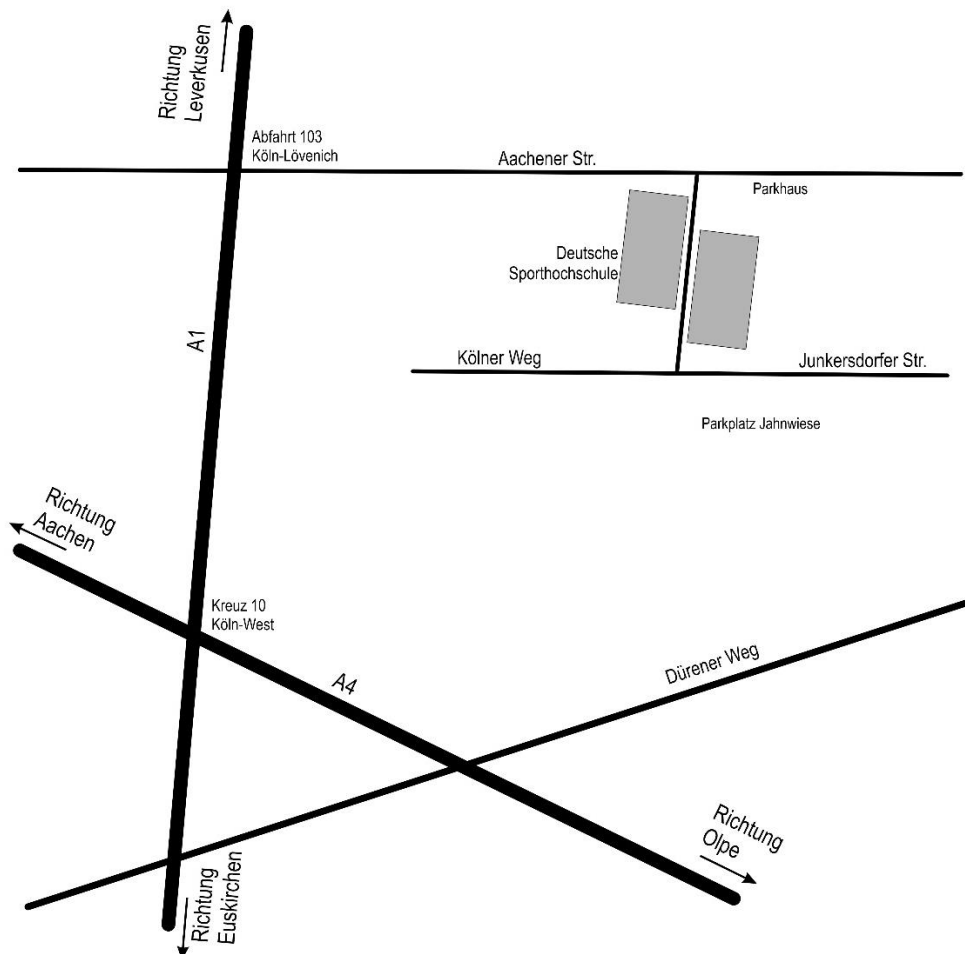 Richtung
Leverkusen
Abfahrt 103
Köln-Lövenich
Aachener Str.
Parkhaus
Deutsche
Sporthochschule
A1
Kölner Weg
Junkersdorfer Str.
Parkplatz Jahnwiese
Richtung
Aachen
Kreuz 10
Köln-West
A4
Dürener Weg
Richtung
Olpe
Richtung
Euskirchen